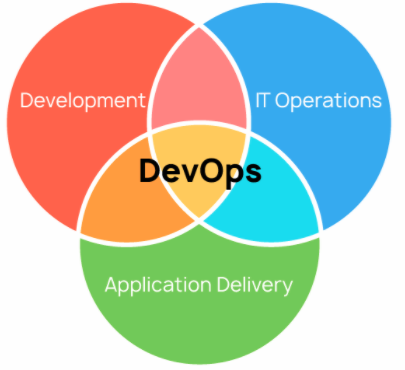 Development
IT Operations
DevOps
Application Delivery